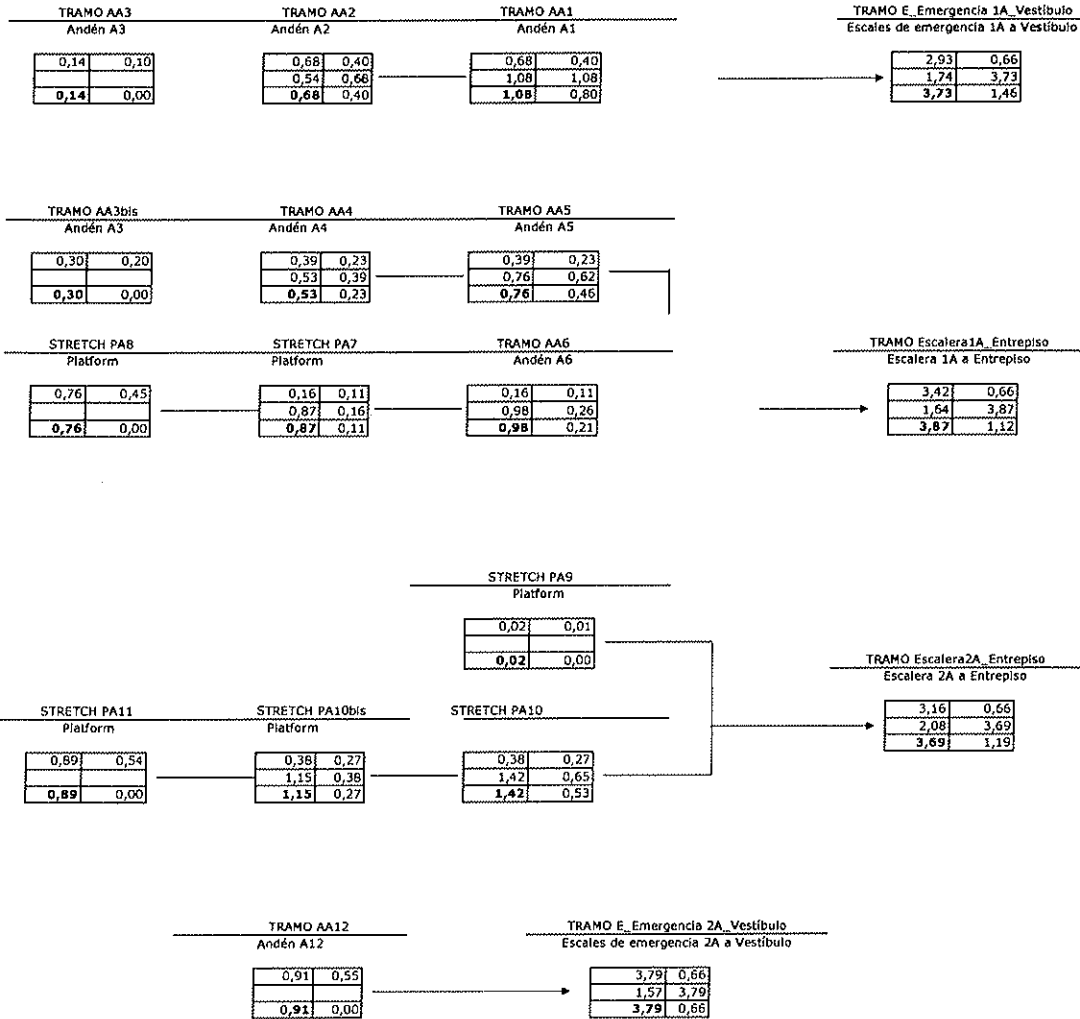 TRAMO AA3 TRAMO AA2 TRAMO AA1 TRAMO E_Emergencia 1A_Vestíbulo
Andén A3 Andén A2 Andén A1 Escales de emergencia 1A a Vestíbulo
0,14 0,10 0,68 0,40 0,68 0,40 2,93 0,66
0,54 0,68 1,08 1,08 1,74 3,73
0,14 0,00 0,68 0,40 1,08 0,80 3,73 1,46
TRAMO AA3bis TRAMO AA4 TRAMO AA5
Andén A3 Andén A4 Andén A5
0,30 0,20 0,39 0,23 0,39 0,23
0,53 0,39 0,76 0,62
0,30 0,00 0,53 0,23 0,76 0,46
STRETCH PA8 STRETCH PA7 TRAMO AA6 TRAMO Escalera1A_Entrepiso
Platform Platform Andén A6 Escalera 1A a Entrepiso
0,76 0,45 0,16 0,11 0,16 0,11 3,42 0,66
0,87 0,16 0,98 0,26 1,64 3,87
0,76 0,00 0,87 0,11 0,98 0,21 3,87 1,12
STRETCH PA9
Platform
0,02 0,01
0,02 0,00
TRAMO Escalera2A_Entrepiso
Escalera 2A a Entrepiso
3,16 0,66
2,08 3,69
3,69 1,19
STRETCH PA11 STRETCH PA10bis STRETCH PA10
Platform Platform
0,89 0,54 0,38 0,27 0,38 0,27
1,15 0,38 1,42 0,65
0,89 0,00 1,15 0,27 1,42 0,53
TRAMO AA12 TRAMO E_Emergencia 2A_Vestíbulo
Andén A12 Escales de emergencia 2A a Vestíbulo
0,91 0,55 3,79 0,66
1,57 3,79
0,91 0,00 3,79 0,66